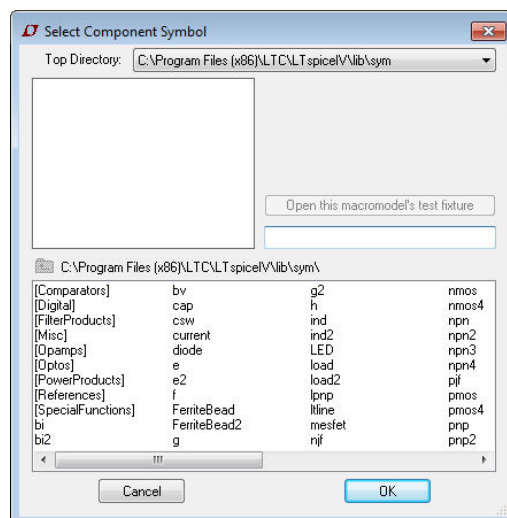 Select Component Symbol
Top Directory: C:\Program Files (x86)\LTC\LTspiceIV\lib\sym
Open this macromodel's test fixture
C:\Program Files (x86)\LTC\LTspiceIV\lib\sym\
[Comparators] bv g2 nmos
[Digital] cap h nmos4
[FilterProducts] csw ind npn
[Misc] current ind2 npn2
[Opamps] diode LED npn3
[Optos] e load npn4
[PowerProducts] e2 load2 pjf
[References] f lpnp pmos
[SpecialFunctions] FerriteBead ltline pmos4
bi FerriteBead2 mesfet pnp
bi2 g njf pnp2
Cancel OK